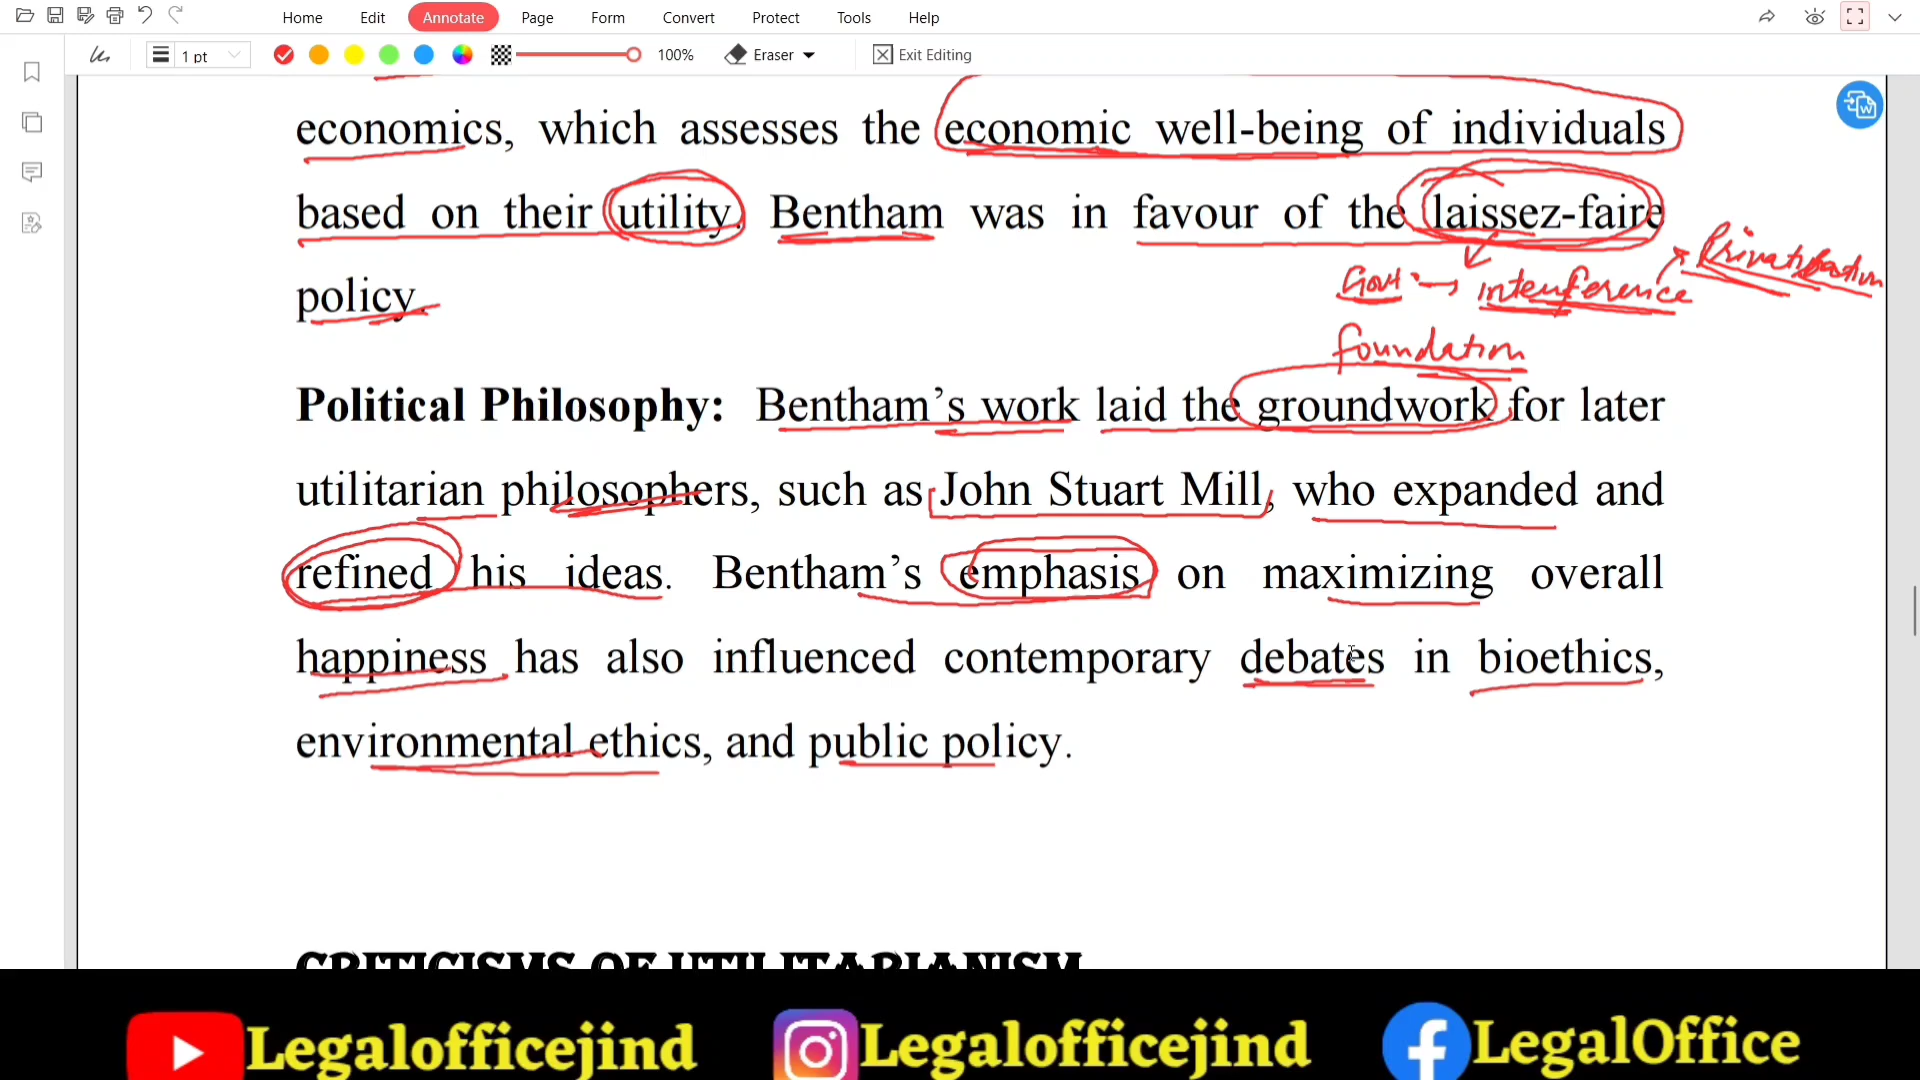 Home Edit Annotate Page Form Convert Protect Tools Help
1 pt 100% Eraser Exit Editing
economics, which assesses the economic well-being of individuals
based on their utility. Bentham was in favour of the laissez-faire
Privatisation
Govt. interference
policy.
foundation
Political Philosophy: Bentham’s work laid the groundwork for later
utilitarian philosophers, such as John Stuart Mill, who expanded and
refined his ideas. Bentham’s emphasis on maximizing overall
happiness has also influenced contemporary debates in bioethics,
environmental ethics, and public policy.
CRITICISMS OF UTILITARIANISM
Legalofficejind Legalofficejind LegalOffice